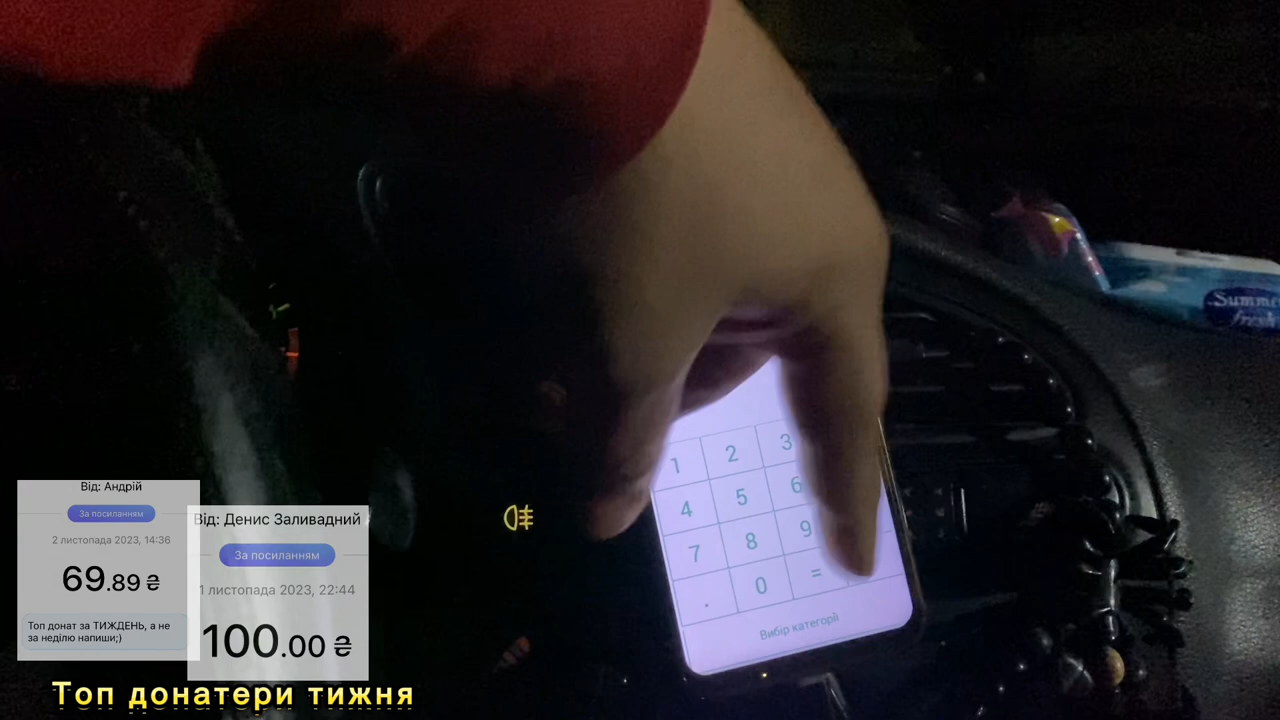 Summe
fresh
1 2 3
4 5 6
7 8 9
. 0 =
Вибір категорії
Від: Андрій
За посиланням
2 листопада 2023, 14:36
69.89 ₴
Топ донат за ТИЖДЕНЬ, а не
за неділю напиши;)
Від: Денис Заливадний
За посиланням
1 листопада 2023, 22:44
100.00 ₴
Топ донатери тижня